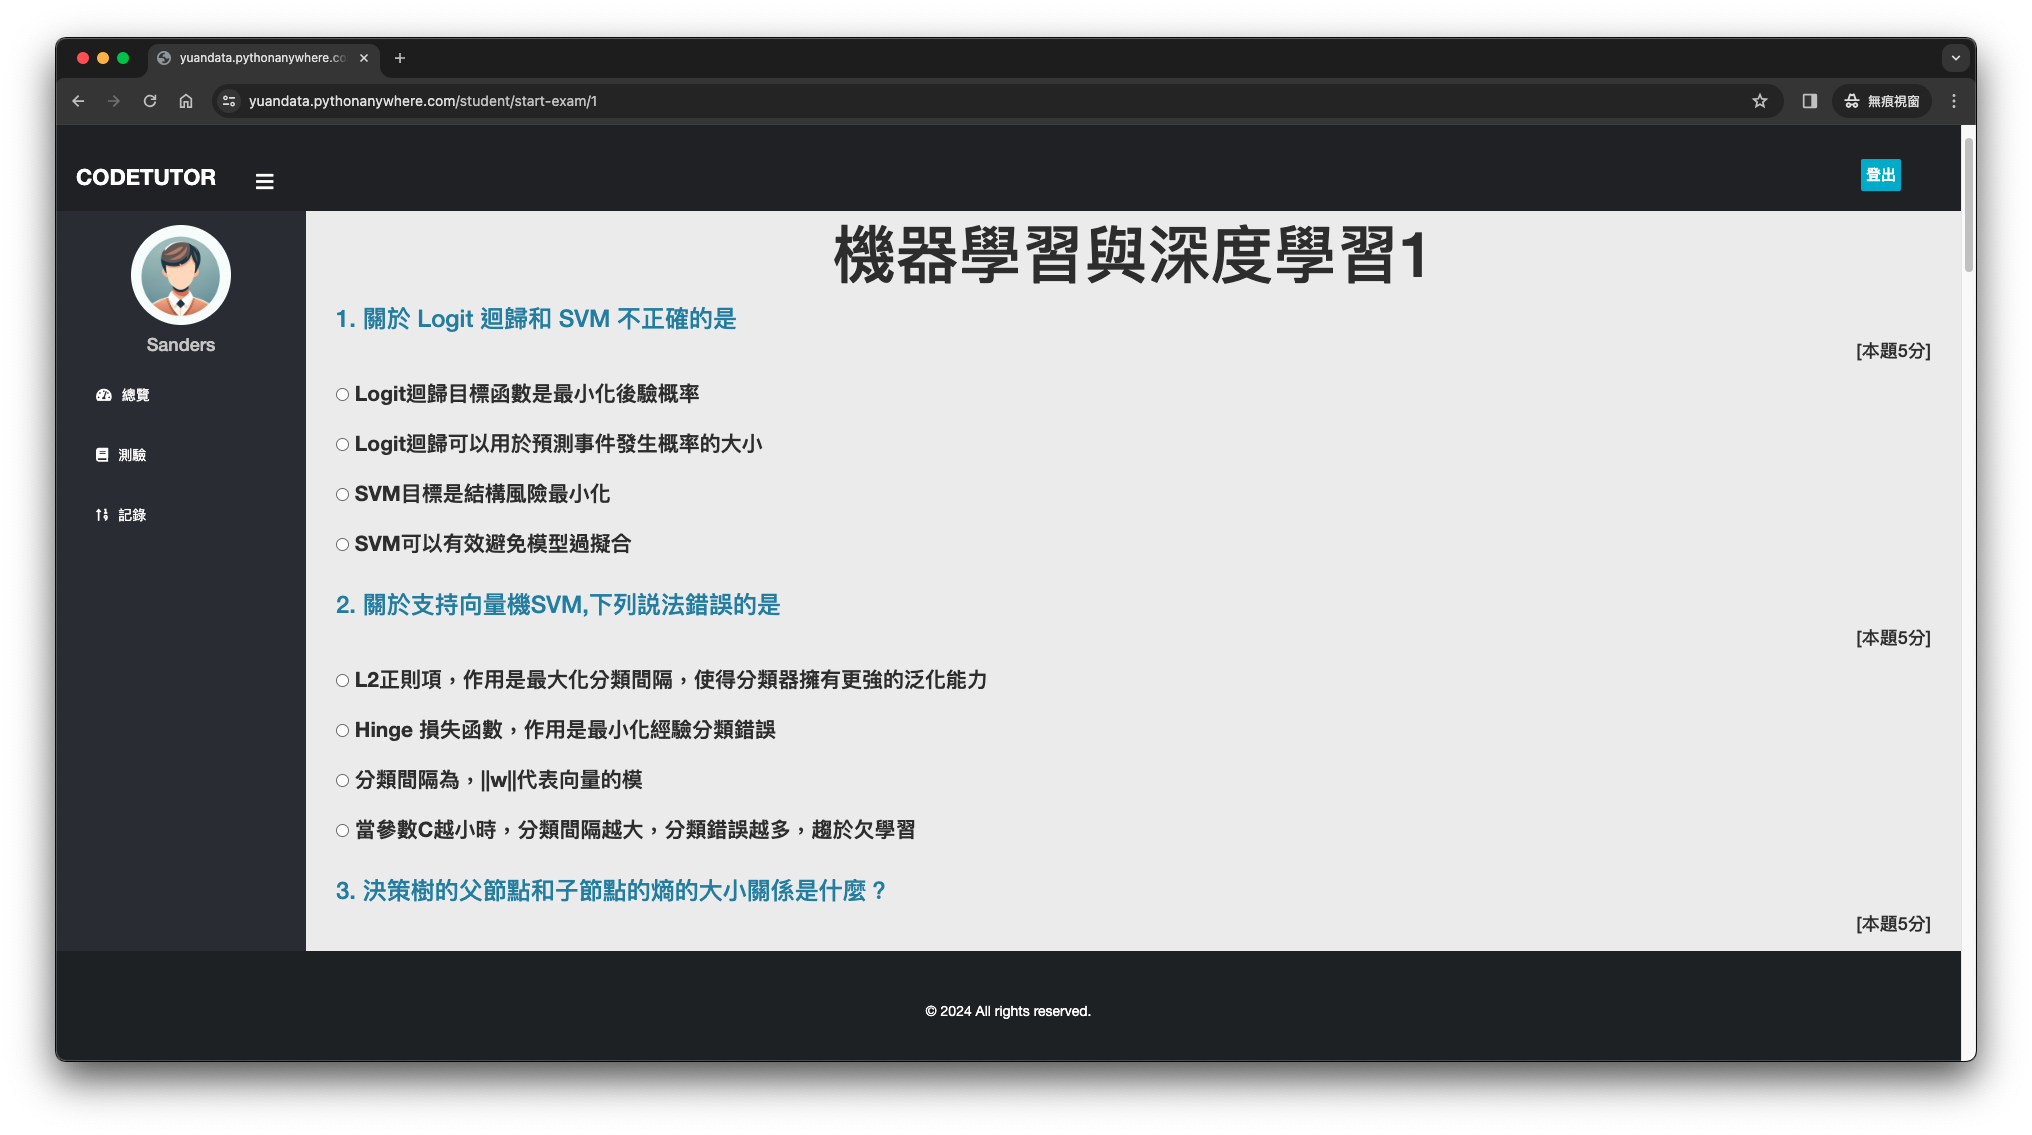 yuandata.pythonanywhere.co
yuandata.pythonanywhere.com/student/start-exam/1
無痕視窗
CODETUTOR
登出
Sanders
總覽
測驗
記錄
機器學習與深度學習1
1. 關於 Logit 迴歸和 SVM 不正確的是
[本題5分]
Logit迴歸目標函數是最小化後驗概率
Logit迴歸可以用於預測事件發生概率的大小
SVM目標是結構風險最小化
SVM可以有效避免模型過擬合
2. 關於支持向量機SVM,下列説法錯誤的是
[本題5分]
L2正則項，作用是最大化分類間隔，使得分類器擁有更強的泛化能力
Hinge 損失函數，作用是最小化經驗分類錯誤
分類間隔為，||w||代表向量的模
當參數C越小時，分類間隔越大，分類錯誤越多，趨於欠學習
3. 決策樹的父節點和子節點的熵的大小關係是什麼？
[本題5分]
© 2024 All rights reserved.